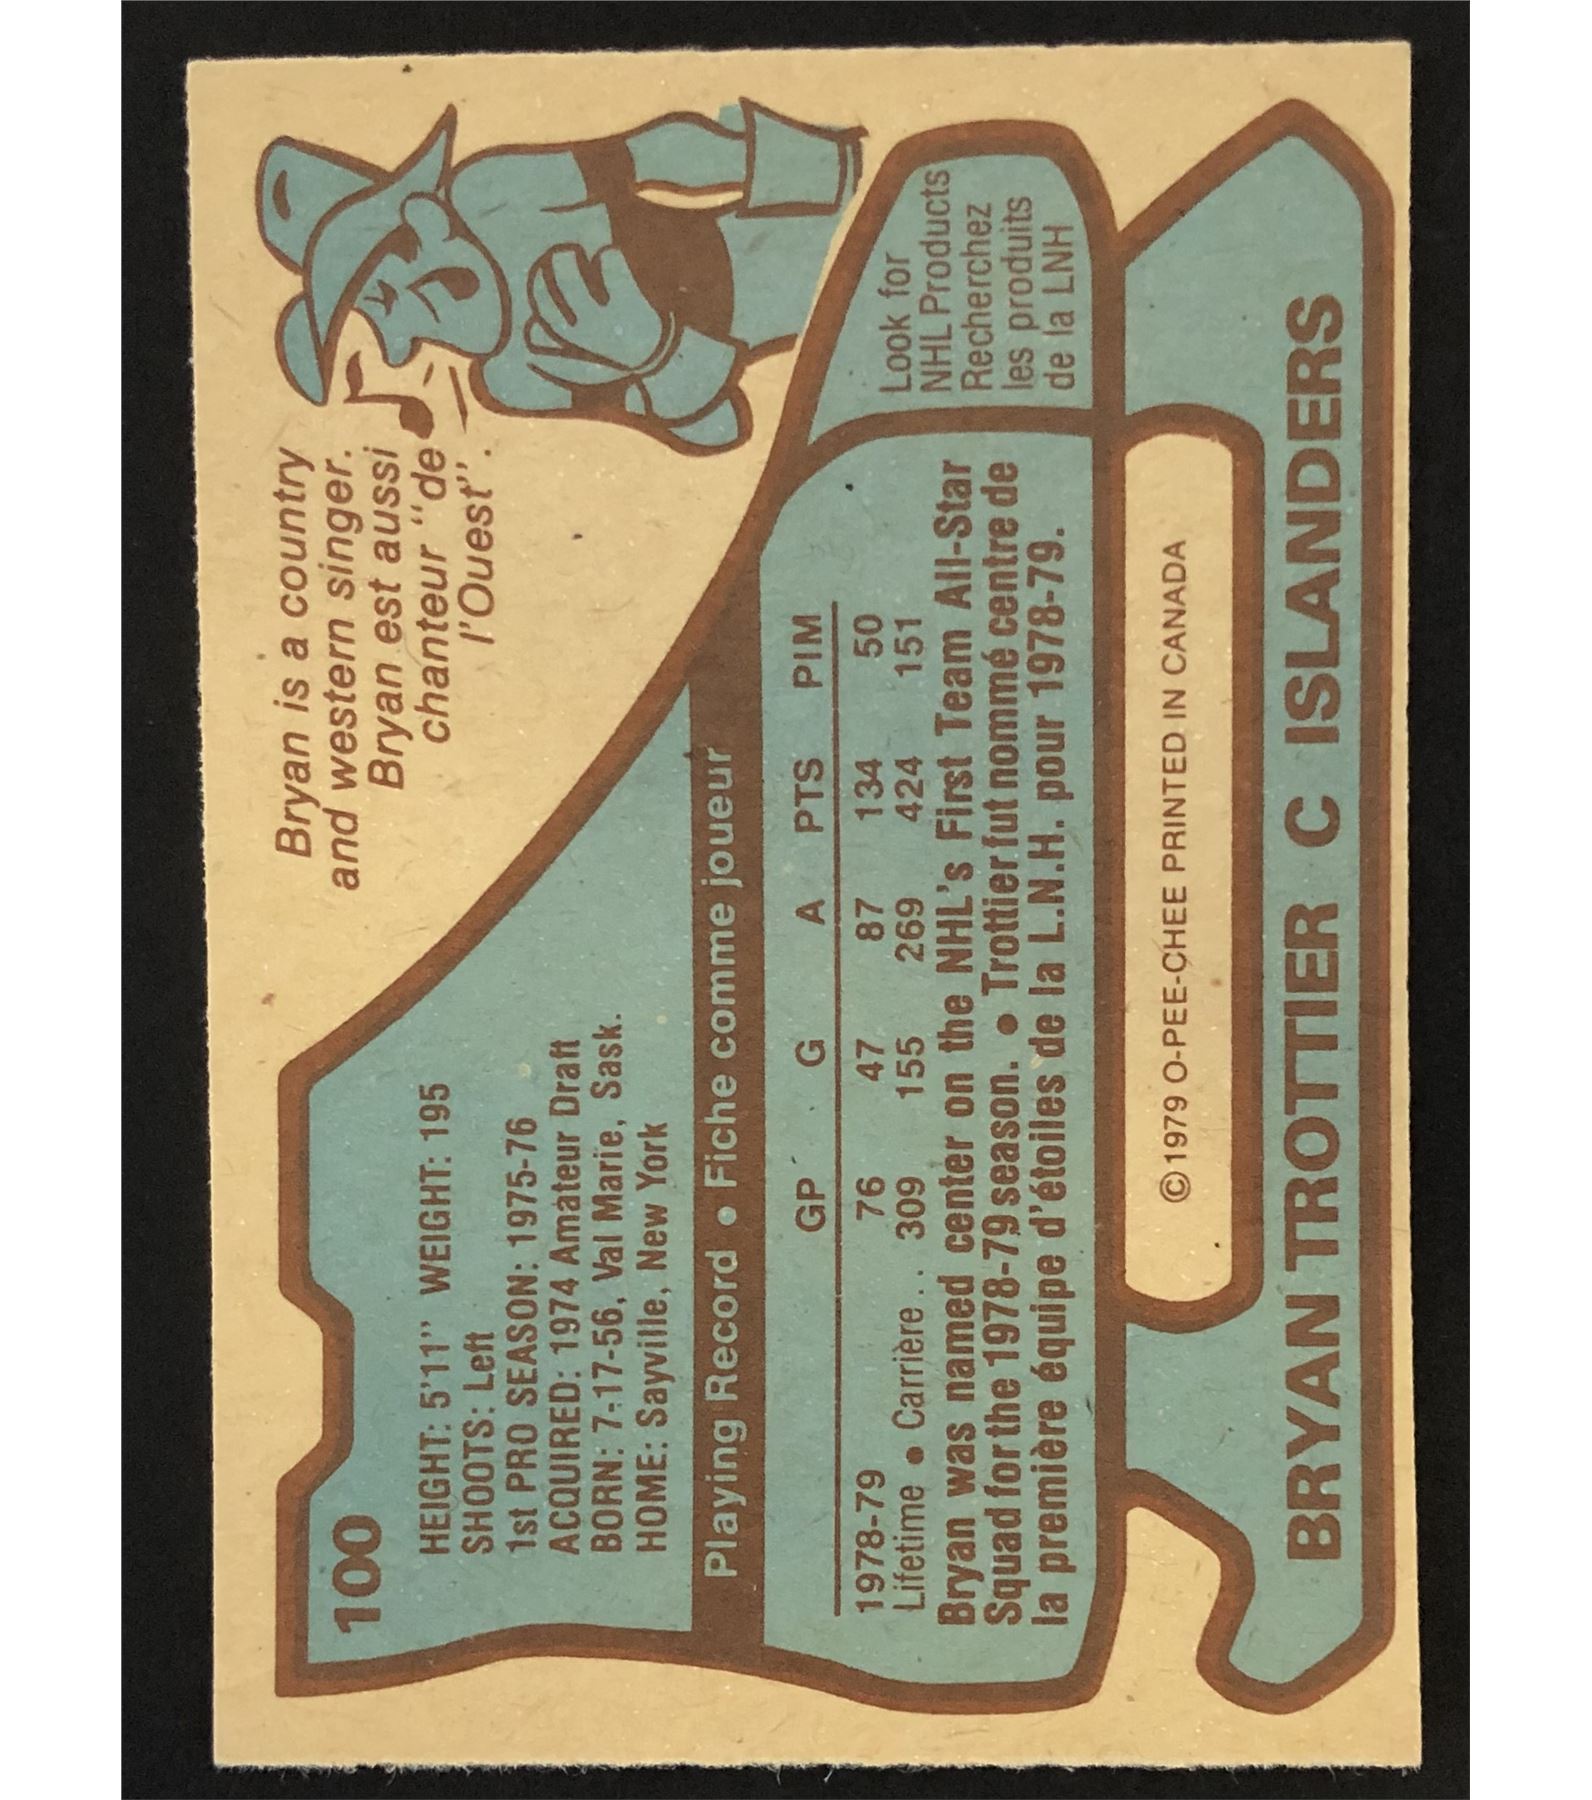 Bryan is a country
and western singer.
Bryan est aussi
chanteur "de
l'Ouest".
100
HEIGHT: 5'11" WEIGHT: 195
SHOOTS: Left
1st PRO SEASON: 1975-76
ACQUIRED: 1974 Amateur Draft
BORN: 7-17-56, Val Marie, Sask.
HOME: Sayville, New York
Playing Record • Fiche comme joueur
GP G A PTS PIM
1978-79 76 47 87 134 50
Lifetime • Carrière . . 309 155 269 424 151
Bryan was named center on the NHL's First Team All-Star
Squad for the 1978-79 season. • Trottier fut nommé centre de
la première équipe d'étoiles de la L.N.H. pour 1978-79.
Look for
NHL Products
Recherchez
les produits
de la LNH
©1979 O-PEE-CHEE PRINTED IN CANADA
BRYAN TROTTIER C ISLANDERS